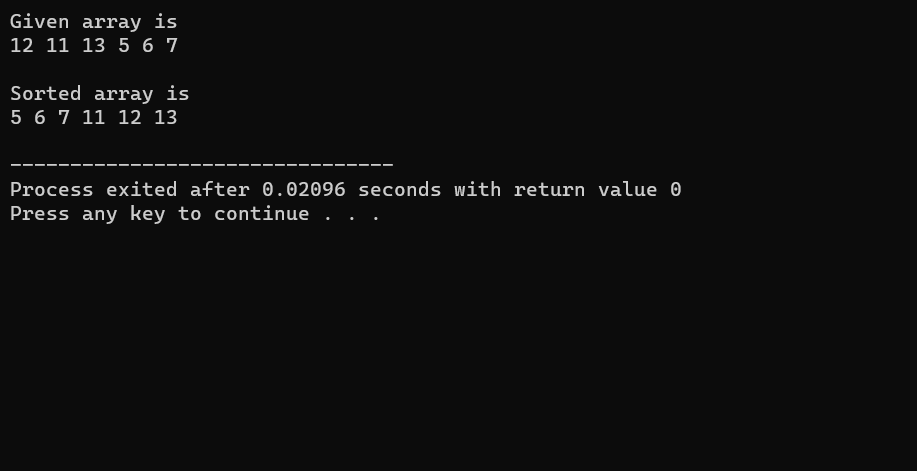 Given array is
12 11 13 5 6 7
Sorted array is
5 6 7 11 12 13
--------------------------------
Process exited after 0.02096 seconds with return value 0
Press any key to continue . . .